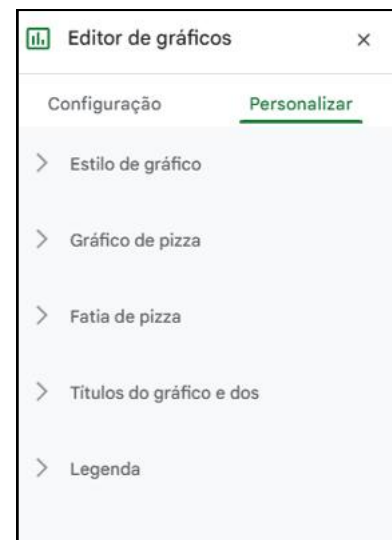 Editor de gráficos
Configuração Personalizar
Estilo de gráfico
Gráfico de pizza
Fatia de pizza
Títulos do gráfico e dos
Legenda